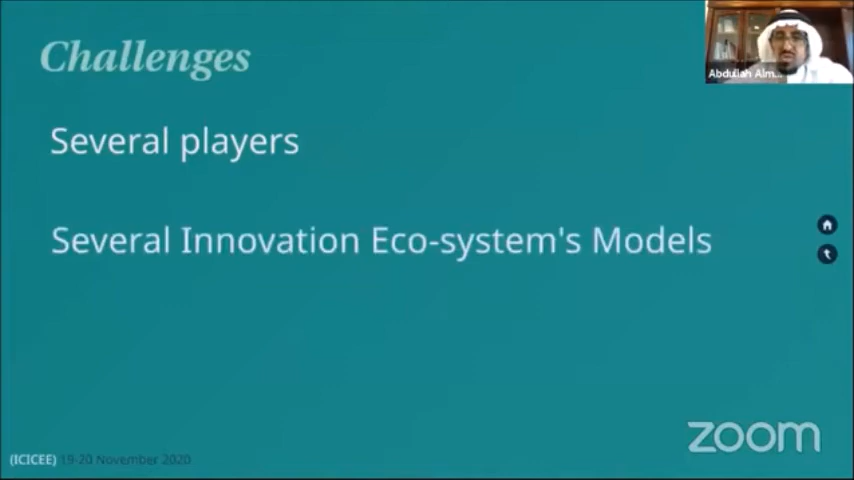 Challenges
Abdullah Alm...
Several players
Several Innovation Eco-system's Models
zoom
(ICICEE) 19-20 November 2020